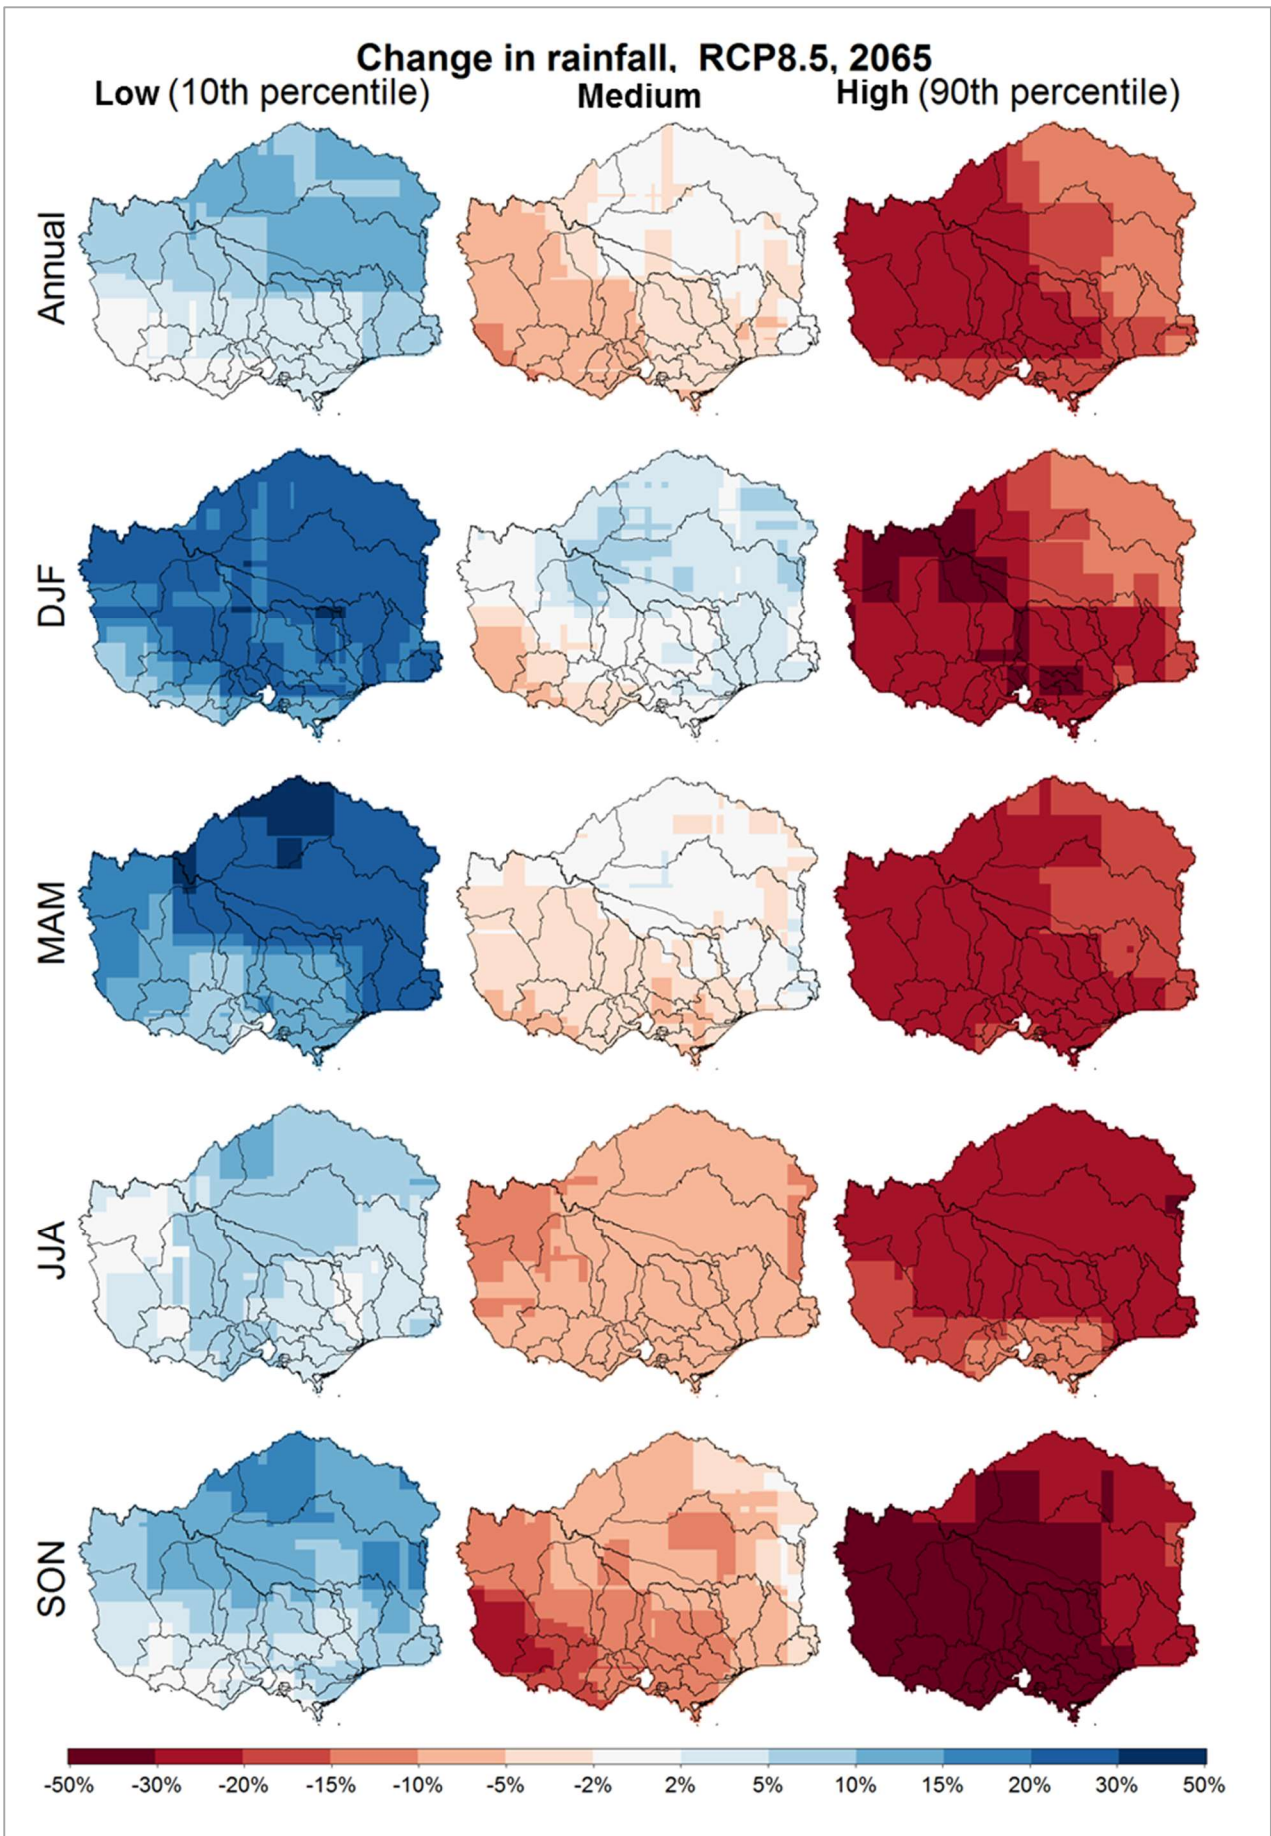 Change in rainfall, RCP8.5, 2065
Low (10th percentile) Medium High (90th percentile)
Annual
DJF
MAM
JJA
SON
-50% -30% -20% -15% -10% -5% -2% 2% 5% 10% 15% 20% 30% 50%